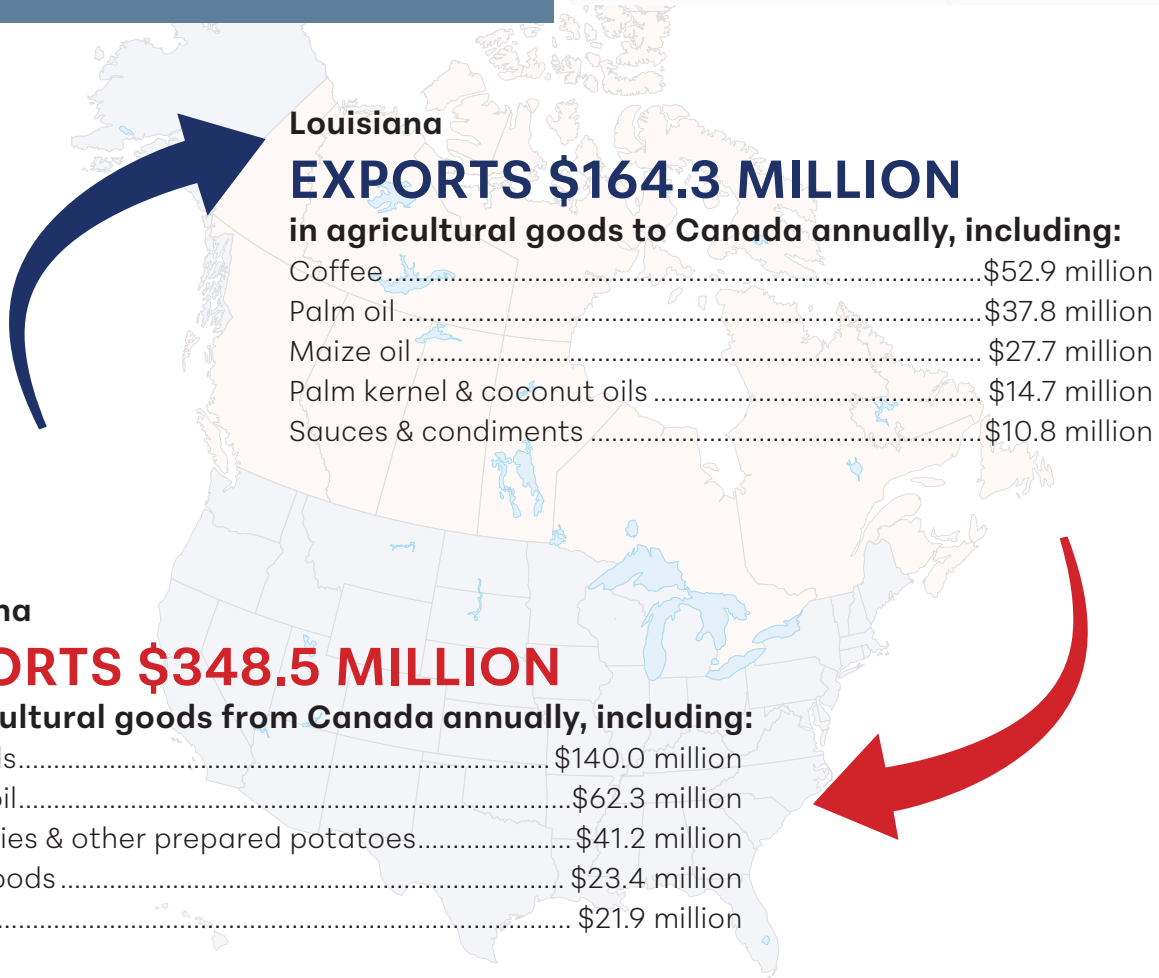 Louisiana
EXPORTS $164.3 MILLION
in agricultural goods to Canada annually, including:
Coffee ........ $52.9 million
Palm oil ........ $37.8 million
Maize oil ........ $27.7 million
Palm kernel & coconut oils ........ $14.7 million
Sauces & condiments ........ $10.8 million
na
ORTS $348.5 MILLION
cultural goods from Canada annually, including:
ls ........ $140.0 million
oil ........ $62.3 million
ies & other prepared potatoes ........ $41.2 million
oods ........ $23.4 million
........ $21.9 million